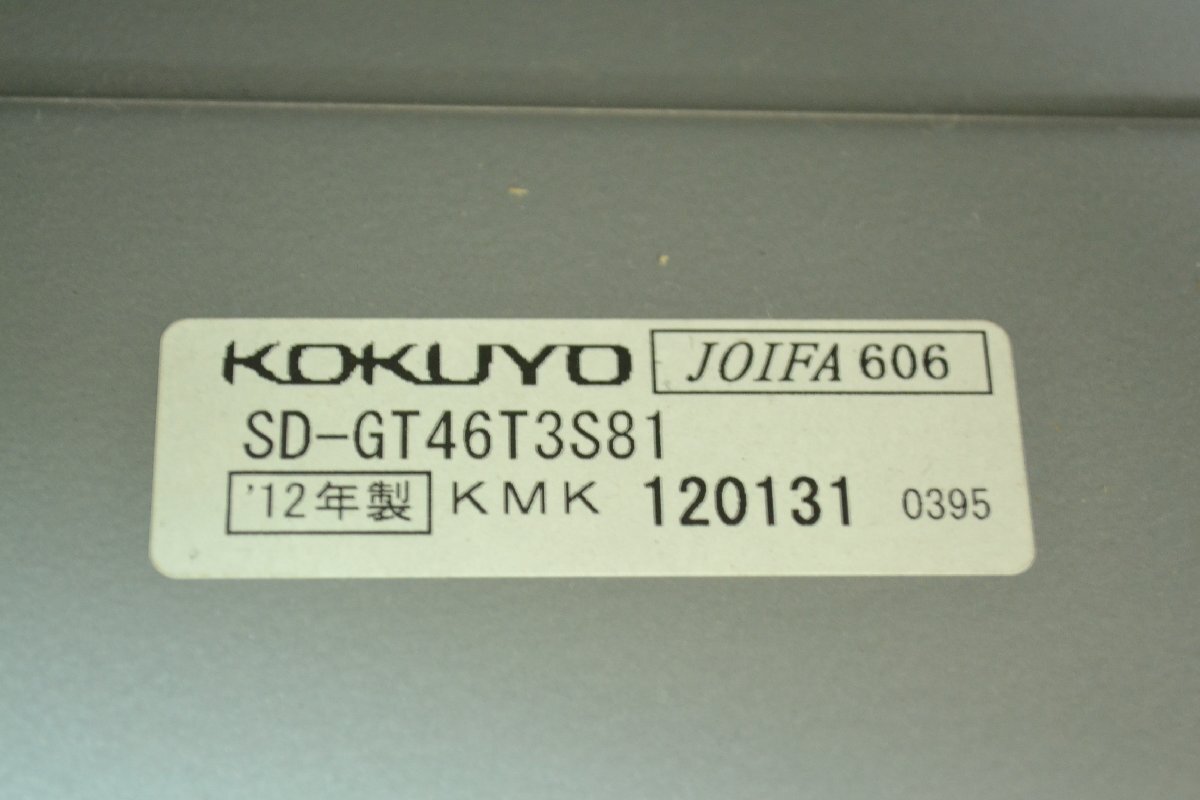 KOKUYO JOIFA 606
SD-GT46T3S81
'12年製 KMK 120131 0395